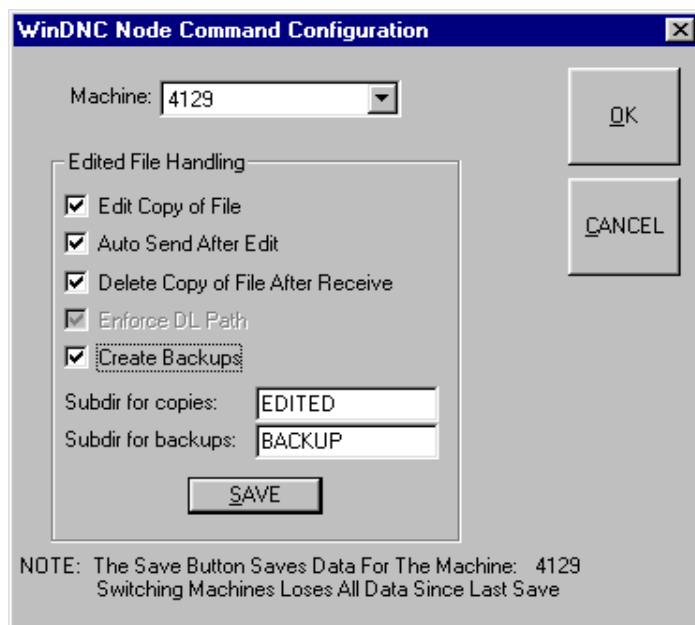 WinDNC Node Command Configuration
Machine: 4129
OK
Edited File Handling
Edit Copy of File
CANCEL
Auto Send After Edit
Delete Copy of File After Receive
Enforce DL Path
Create Backups
Subdir for copies: EDITED
Subdir for backups: BACKUP
SAVE
NOTE: The Save Button Saves Data For The Machine: 4129
Switching Machines Loses All Data Since Last Save